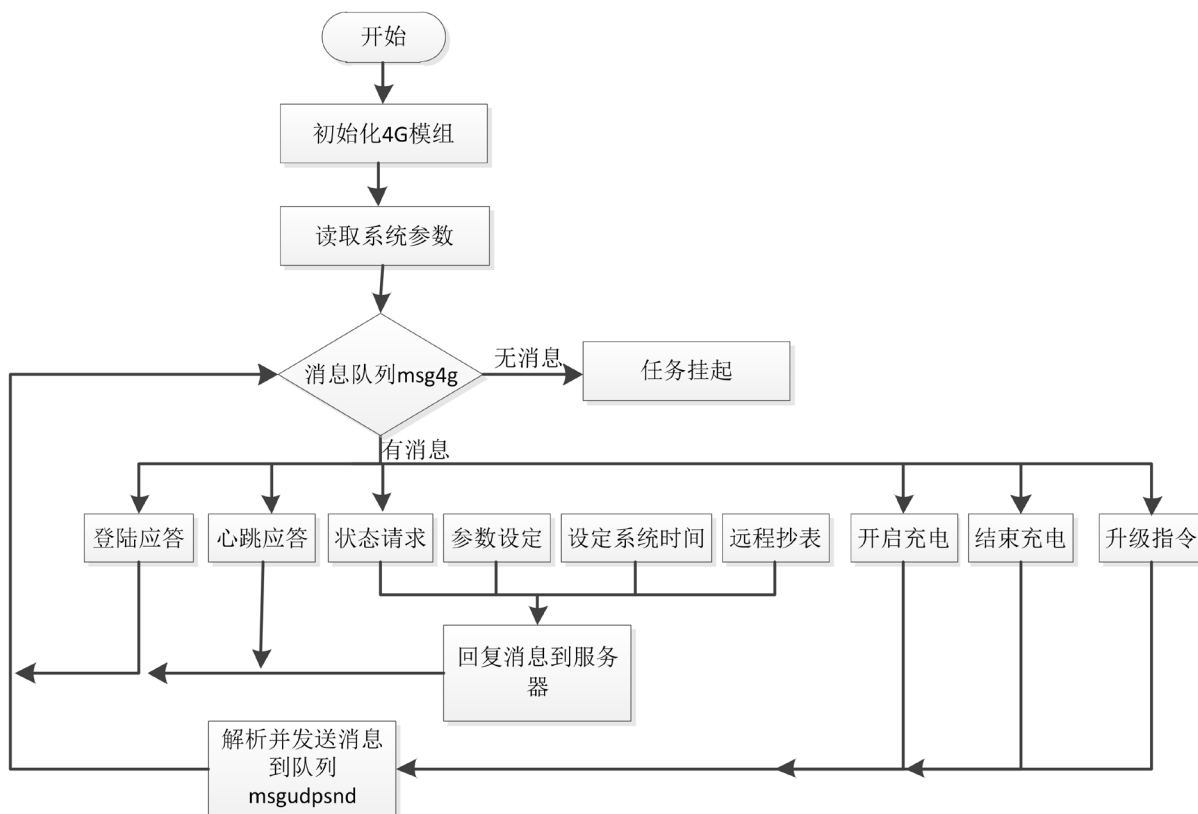 开始
初始化4G模组
读取系统参数
消息队列msg4g
无消息
任务挂起
有消息
登陆应答
心跳应答
状态请求
参数设定
设定系统时间
远程抄表
开启充电
结束充电
升级指令
回复消息到服务
器
解析并发送消息
到队列
msgudpsnd